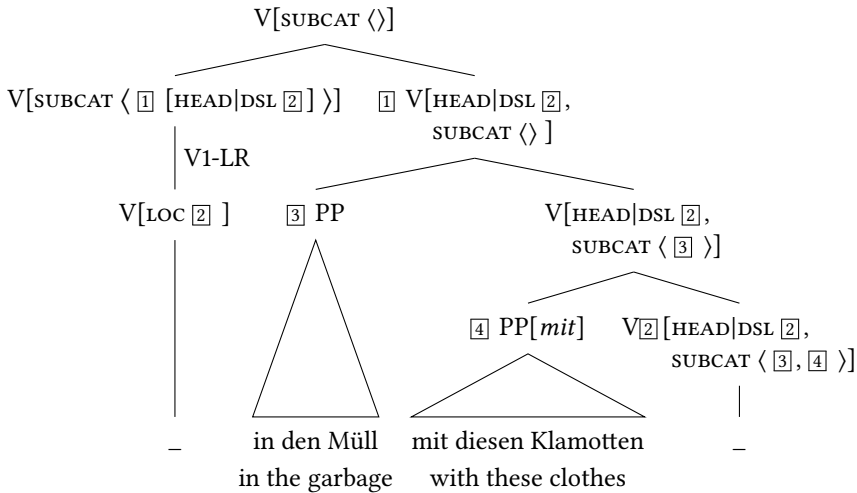 V[SUBCAT ⟨⟩]
V[SUBCAT ⟨ 1 [HEAD|DSL 2] ⟩] 1 V[HEAD|DSL 2,
SUBCAT ⟨⟩ ]
V1-LR
V[LOC 2 ] 3 PP V[HEAD|DSL 2,
SUBCAT ⟨ 3 ⟩]
4 PP[mit] V2[HEAD|DSL 2,
SUBCAT ⟨ 3, 4 ⟩]
_ in den Müll mit diesen Klamotten _
in the garbage with these clothes